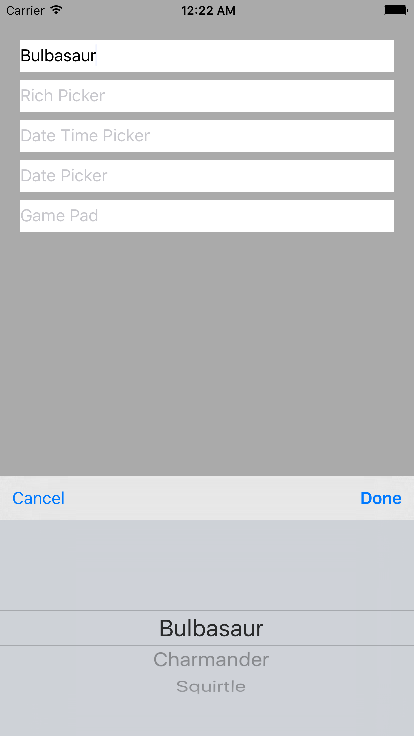 Carrier 12:22 AM
Bulbasaur
Rich Picker
Date Time Picker
Date Picker
Game Pad
Cancel Done
Bulbasaur
Charmander
Squirtle